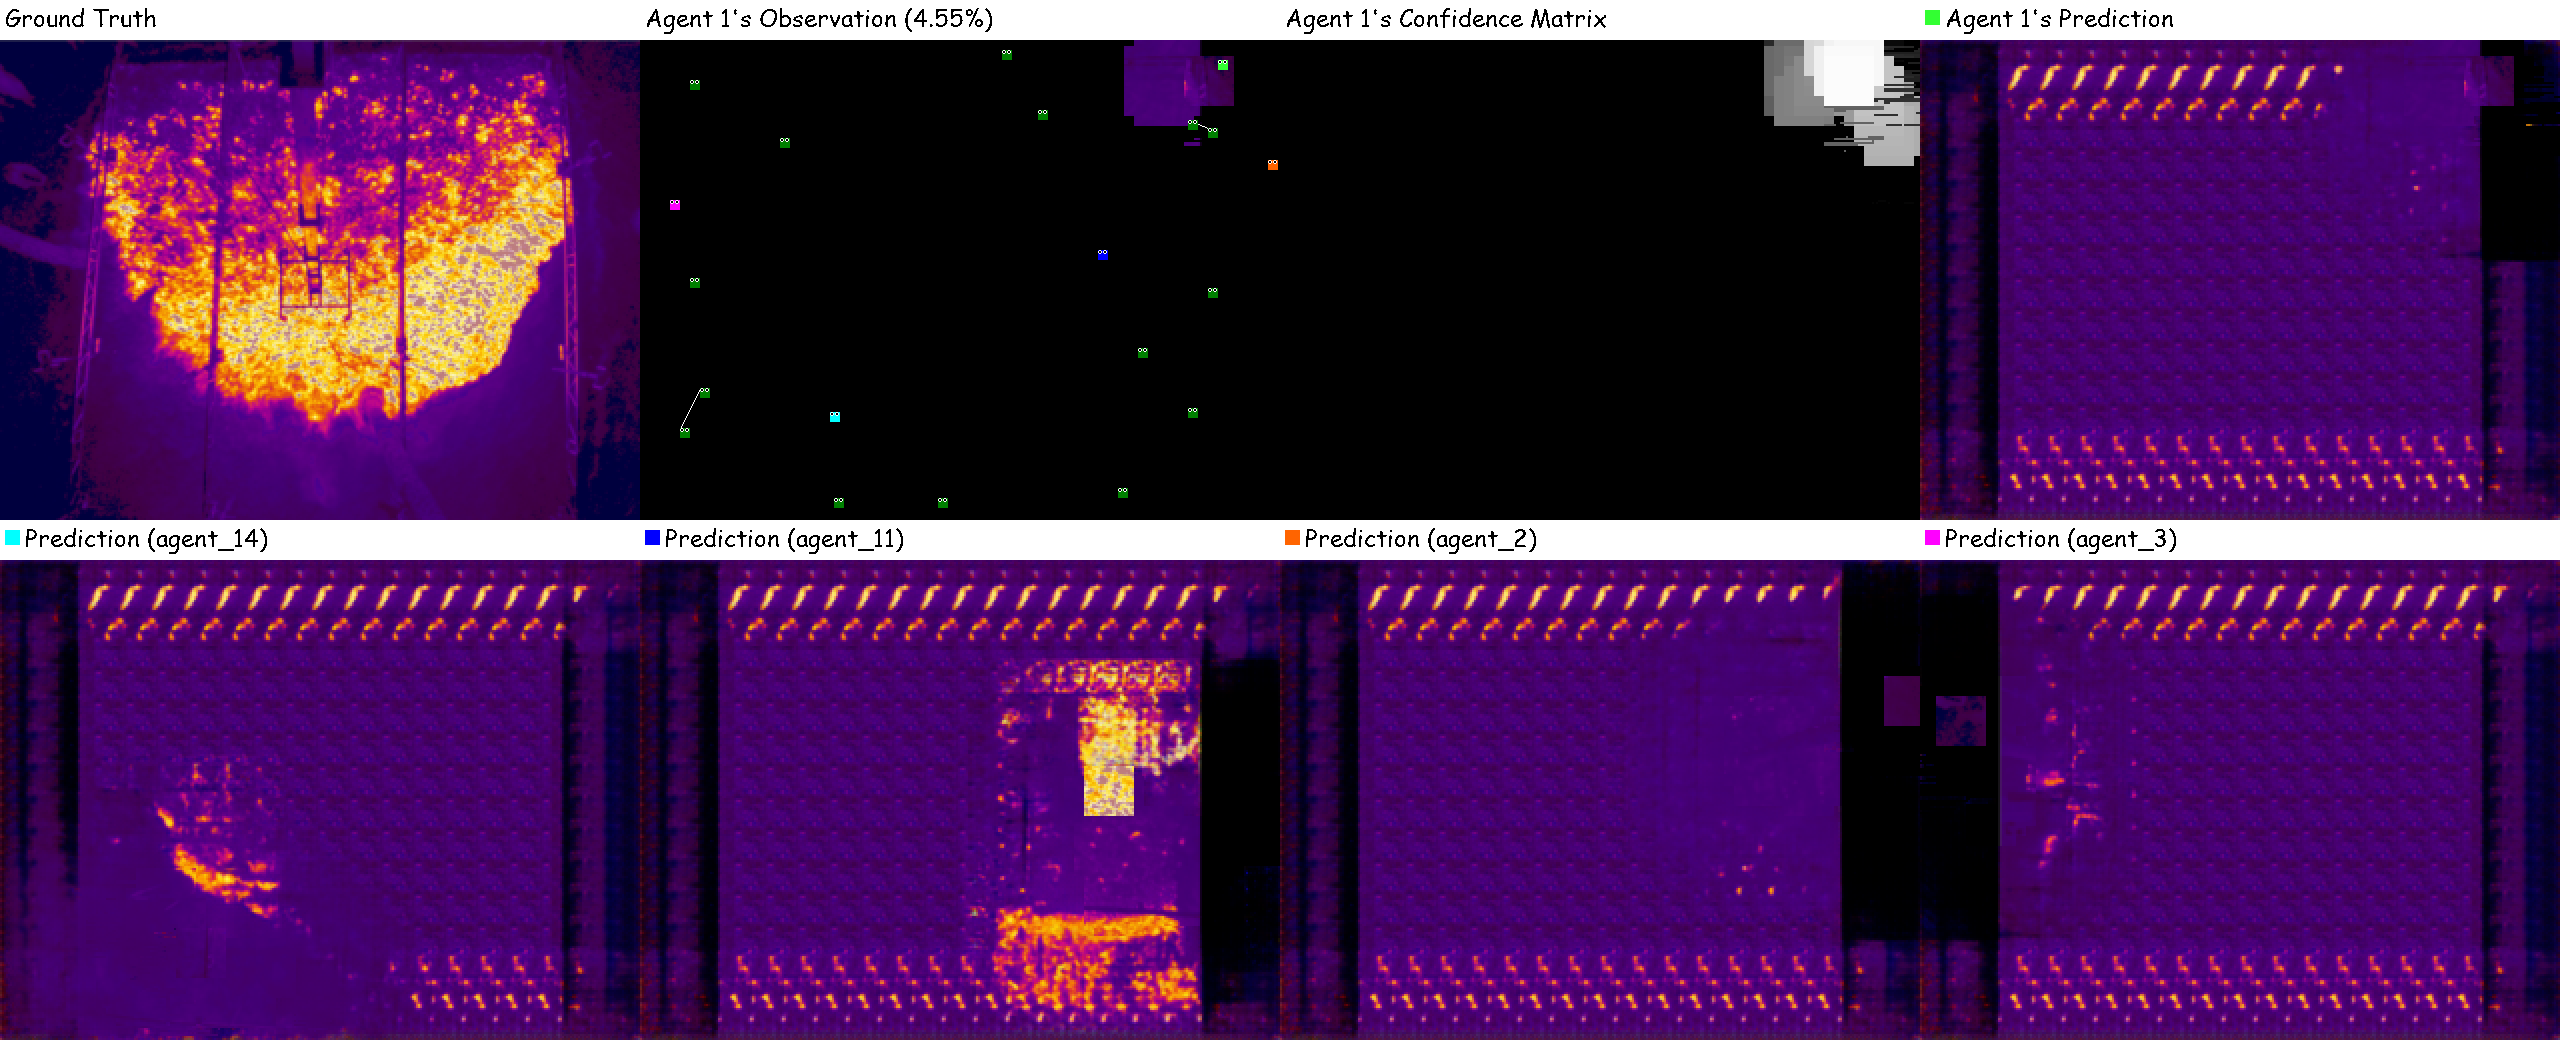 Ground Truth
Agent 1's Observation (4.55%)
Agent 1's Confidence Matrix
Agent 1's Prediction
Prediction (agent_14)
Prediction (agent_11)
Prediction (agent_2)
Prediction (agent_3)